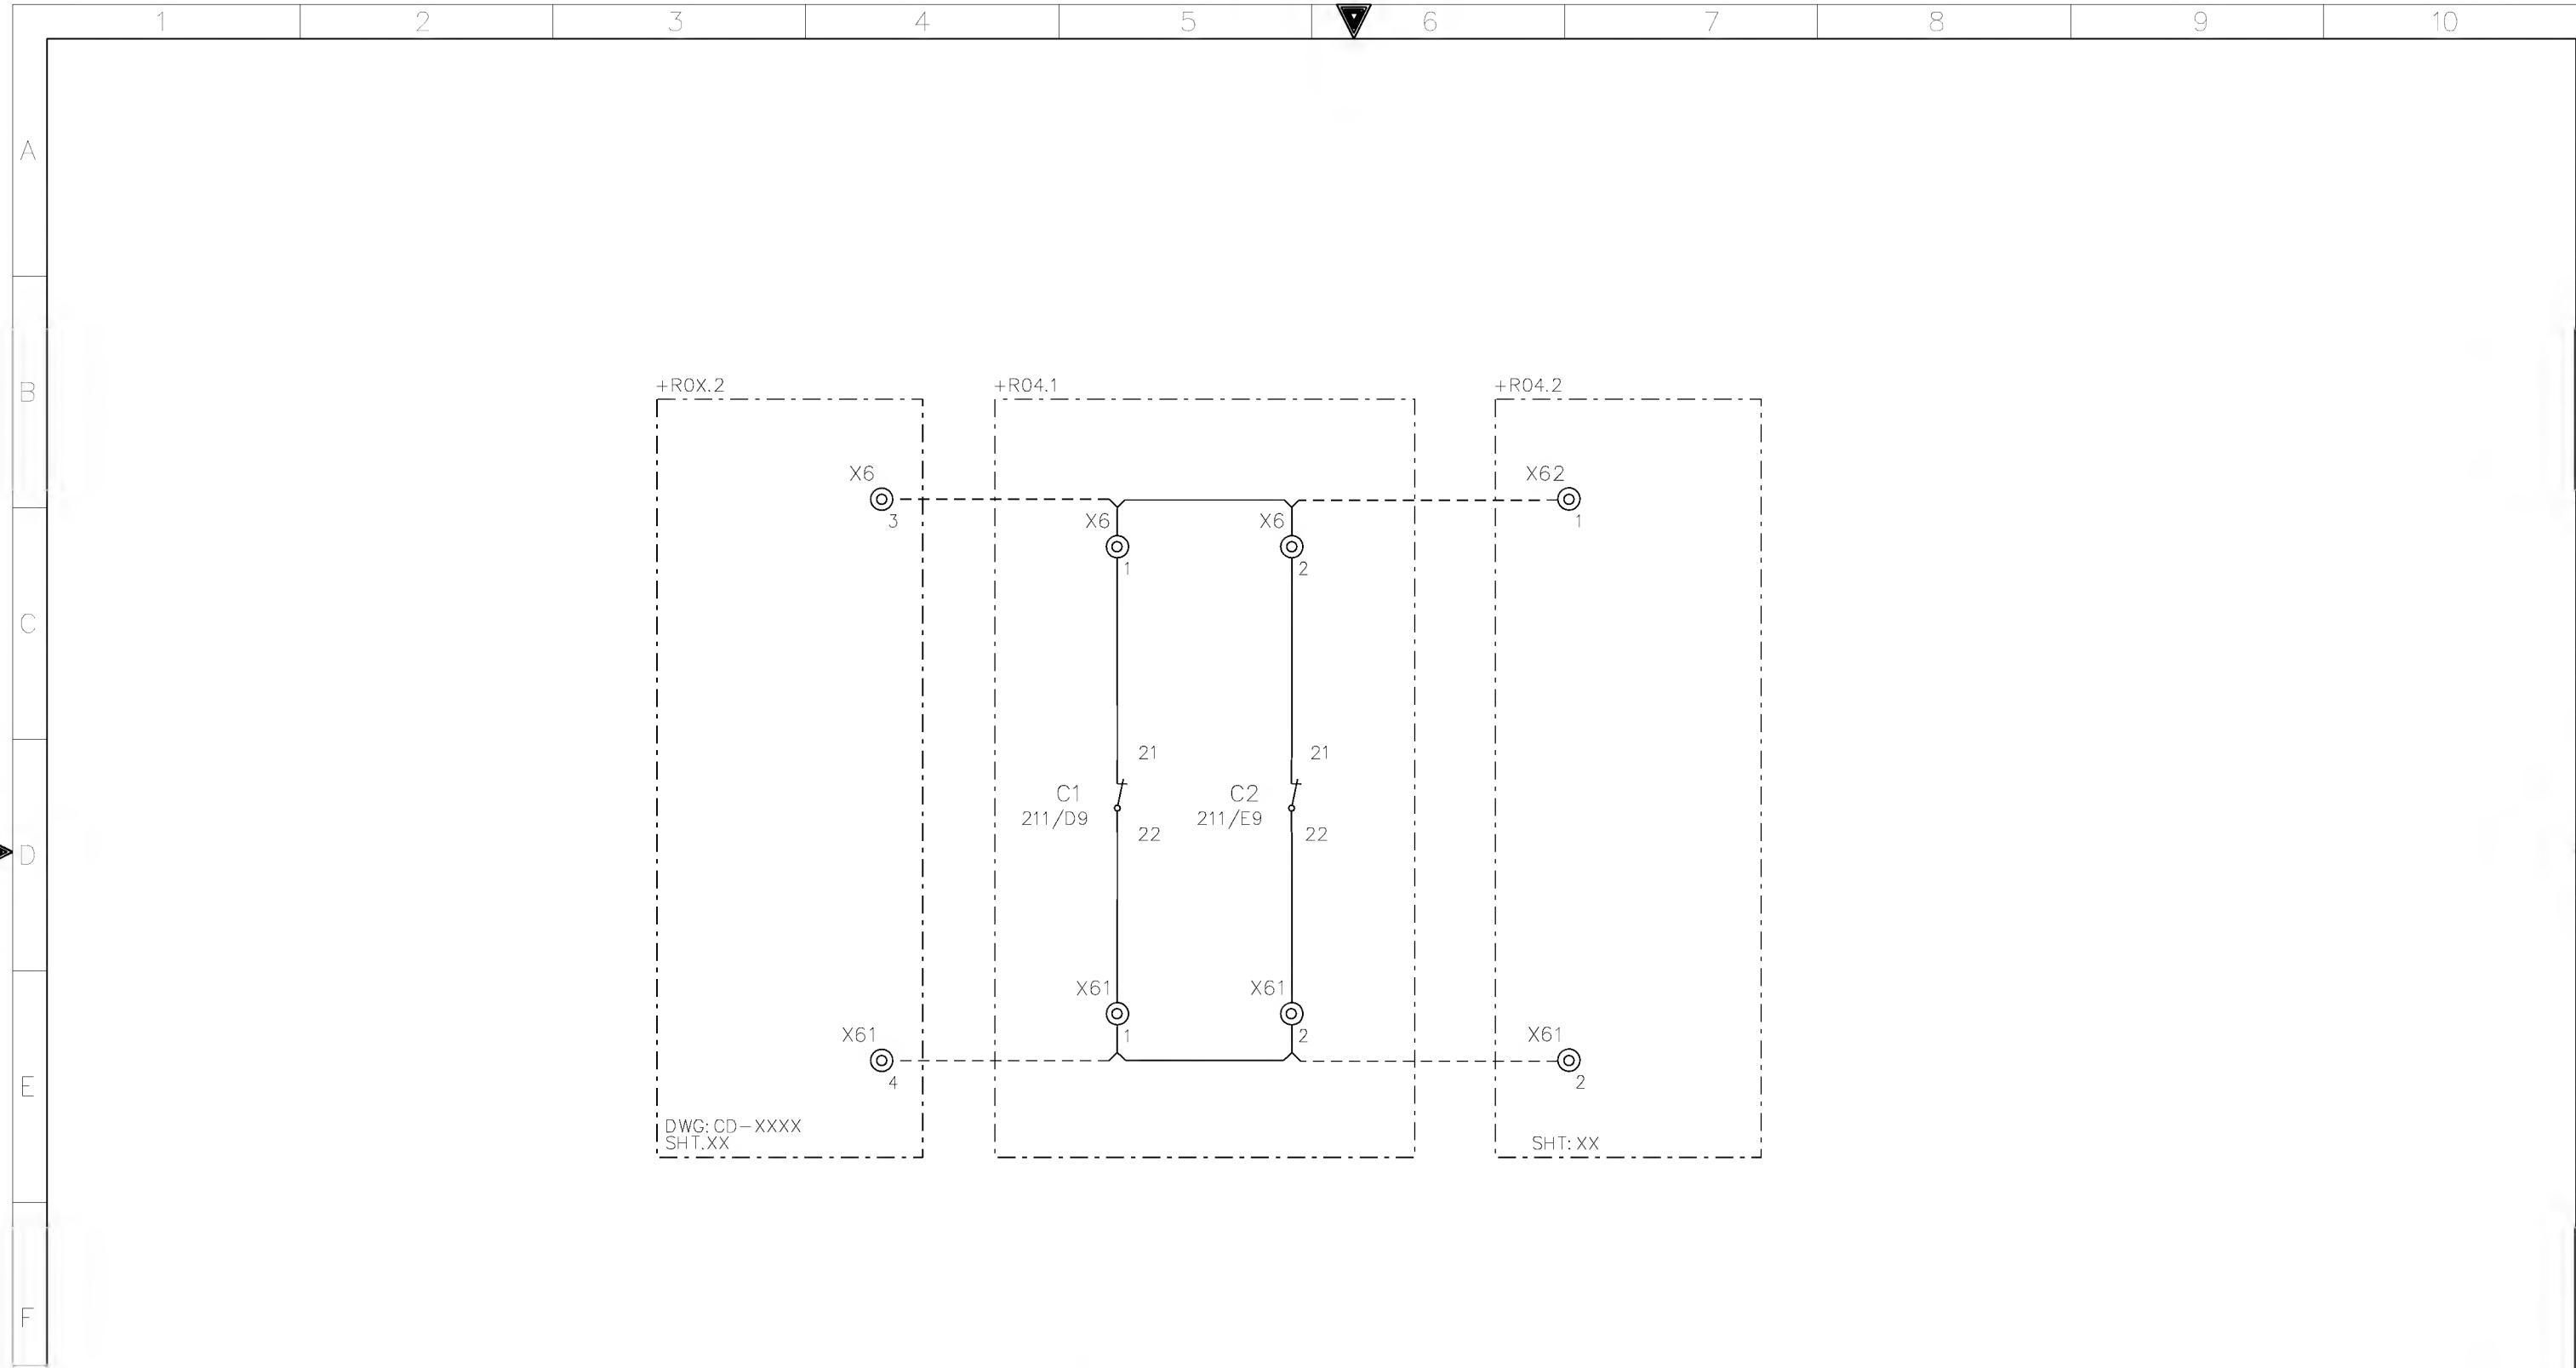 1 2 3 4 5 6 7 8 9 10
A
B
+R0X.2 +R04.1 +R04.2
X6 X62
3 X6 X6 1
1 2
C
21 21
C1 C2
211/D9 211/E9
22 22
D
X61 X61
X61 1 2 X61
4 2
E
DWG:CD-XXXX
SHT.XX SHT:XX
F